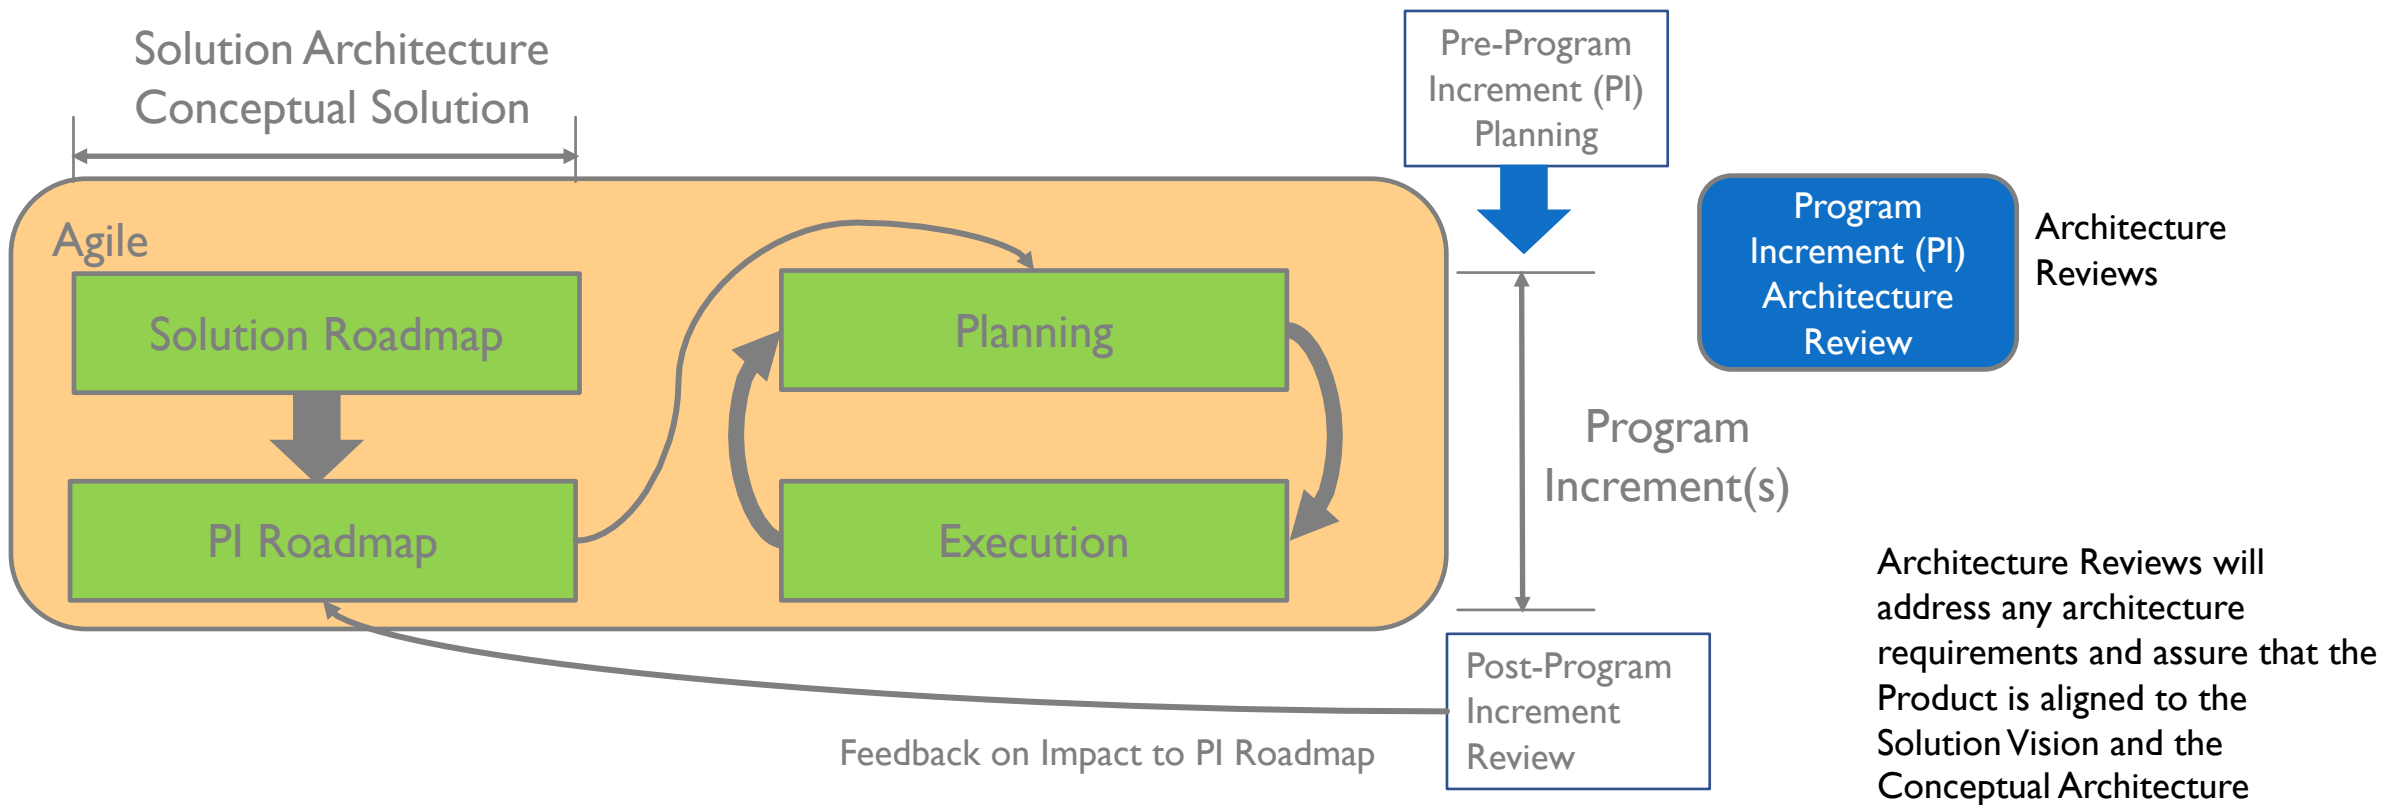 Solution Architecture
Conceptual Solution
Pre-Program
Increment (PI)
Planning
Agile
Solution Roadmap
PI Roadmap
Planning
Execution
Program
Increment (PI)
Architecture
Review
Architecture
Reviews
Program
Increment(s)
Post-Program
Increment
Review
Feedback on Impact to PI Roadmap
Architecture Reviews will
address any architecture
requirements and assure that the
Product is aligned to the
Solution Vision and the
Conceptual Architecture